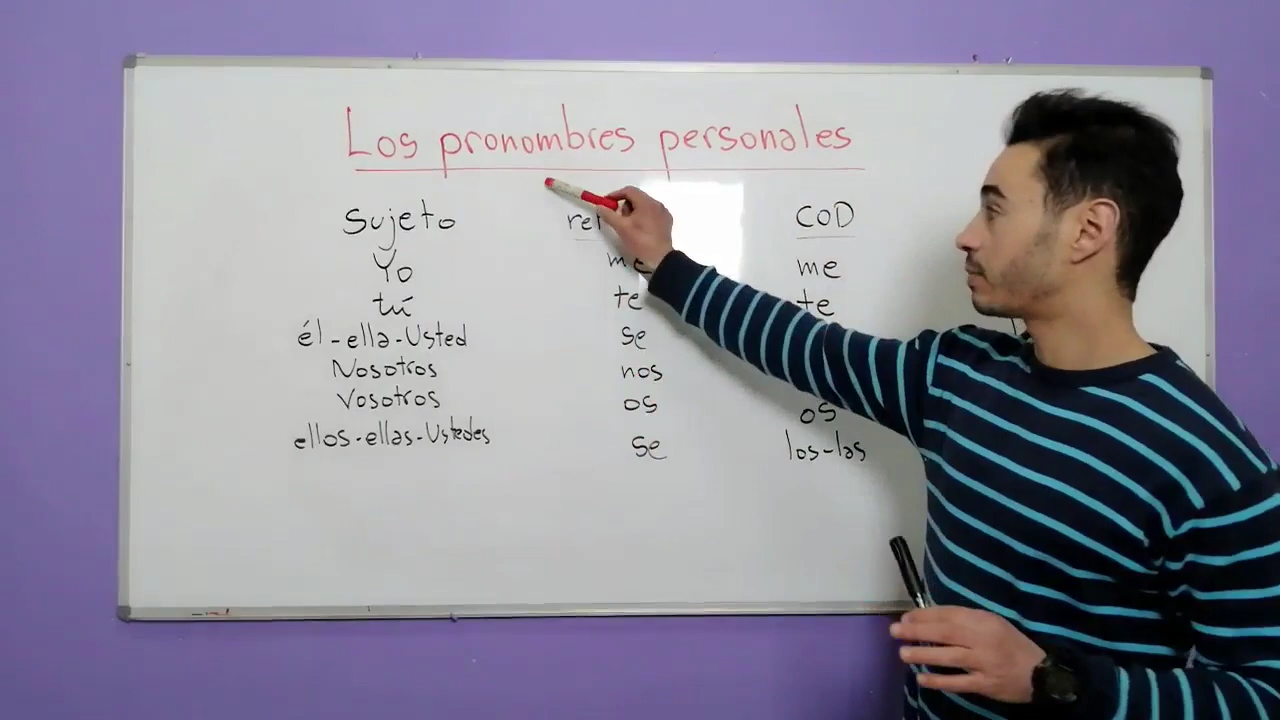 Los pronombres personales
Sujeto COD
Yo me me
tú te te
él-ella-Usted se
Nosotros nos
Vosotros os os
ellos-ellas-Ustedes se los-las